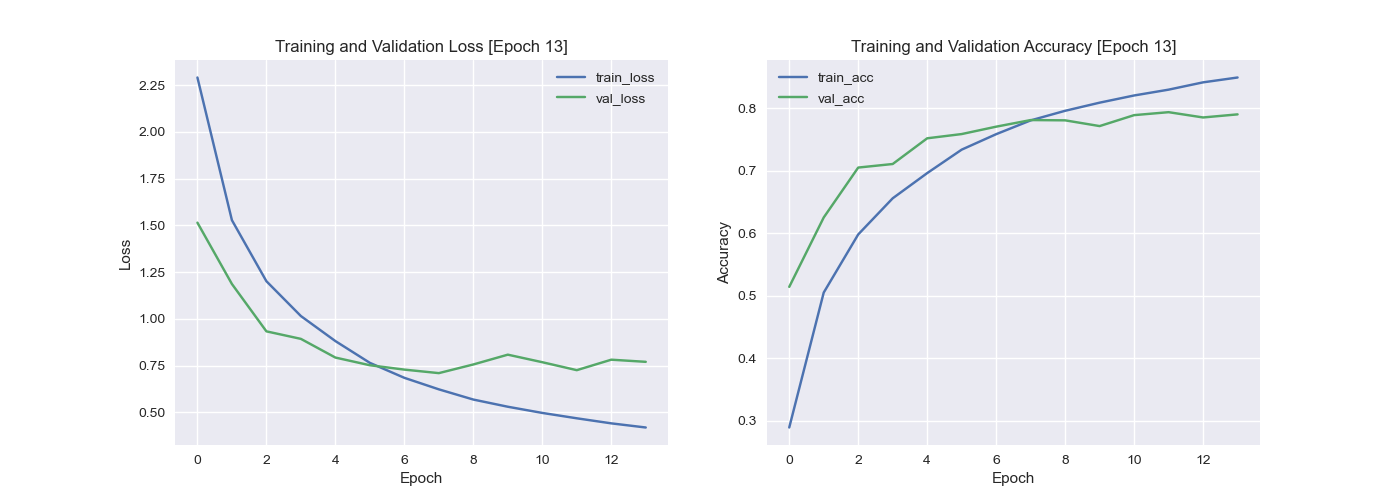 Training and Validation Loss [Epoch 13]
train_loss
val_loss
2.25
2.00
1.75
1.50
1.25
1.00
0.75
0.50
Loss
0 2 4 6 8 10 12
Epoch
Training and Validation Accuracy [Epoch 13]
train_acc
val_acc
0.8
0.7
0.6
0.5
0.4
0.3
Accuracy
0 2 4 6 8 10 12
Epoch